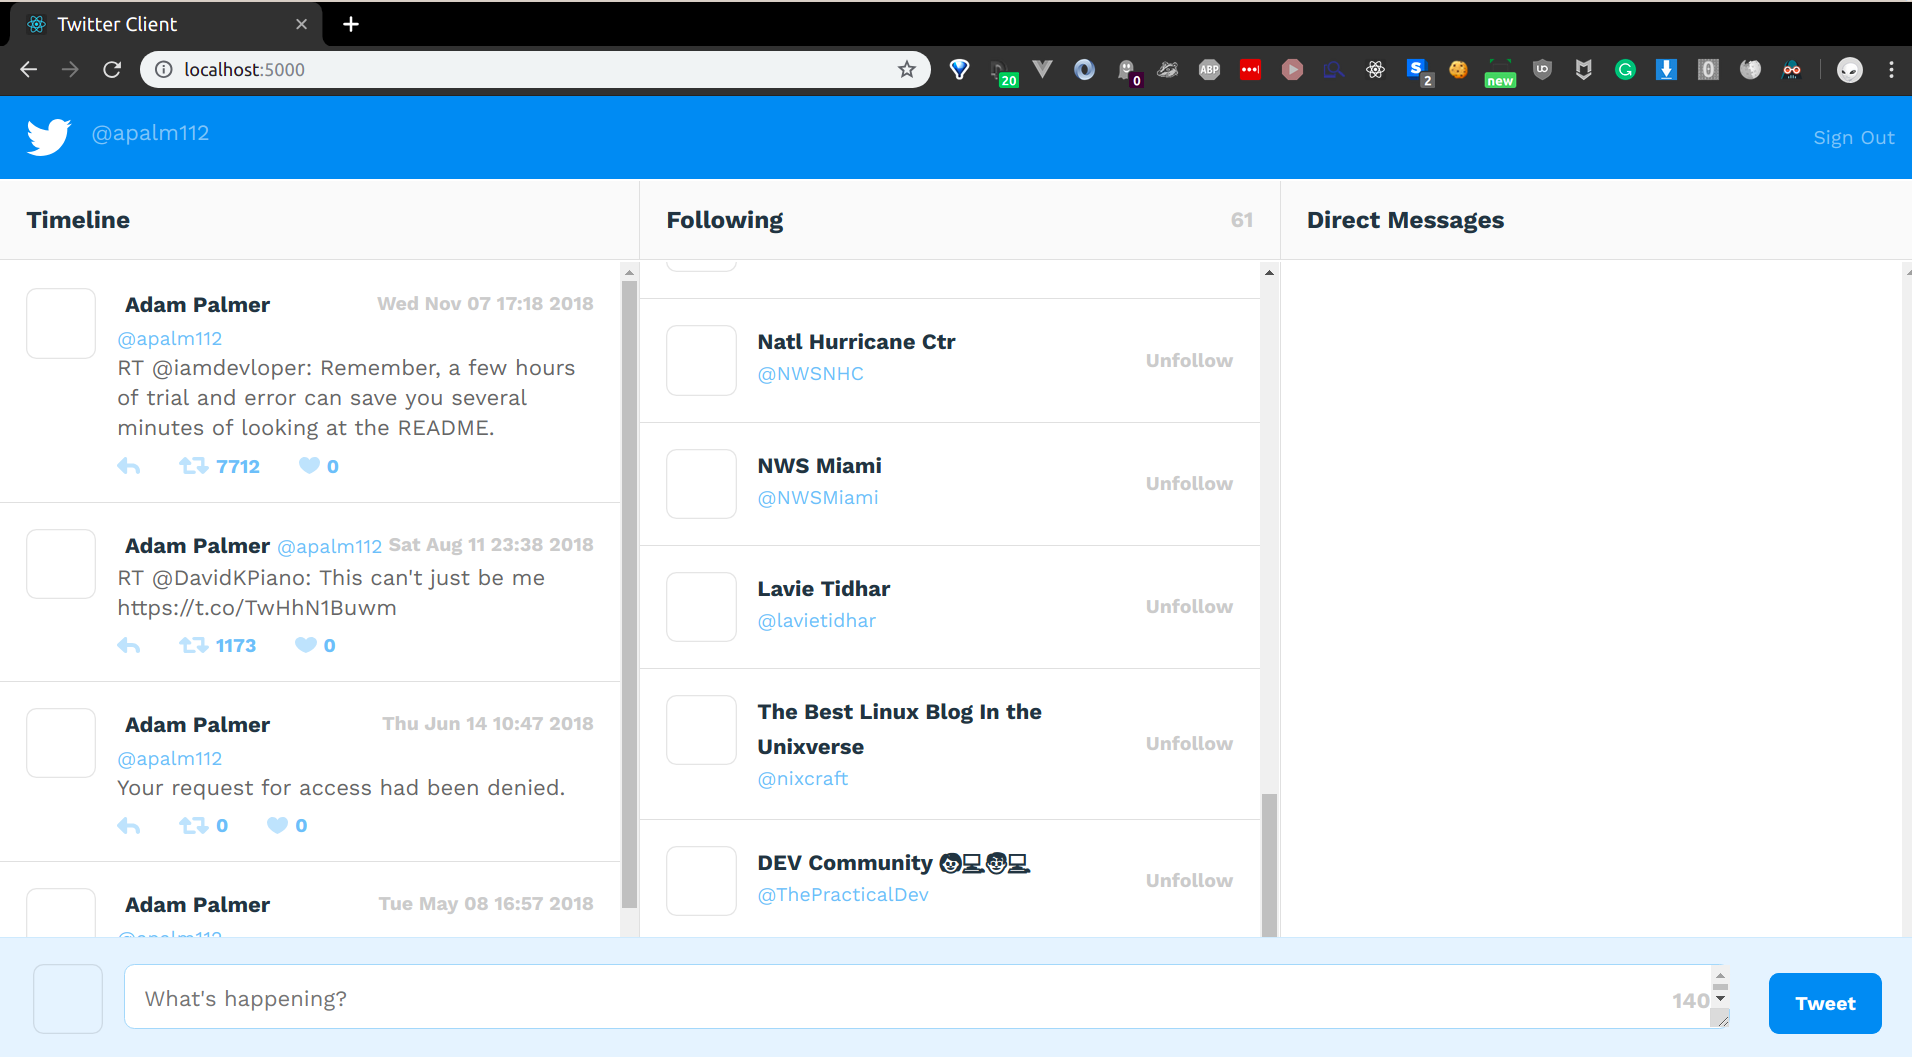 Twitter Client
localhost:5000
20
0
ABP
S
2
new
@apalm112
Sign Out
Timeline
Following
61
Direct Messages
Adam Palmer
Wed Nov 07 17:18 2018
@apalm112
RT @iamdevloper: Remember, a few hours
of trial and error can save you several
minutes of looking at the README.
7712
0
Adam Palmer @apalm112 Sat Aug 11 23:38 2018
RT @DavidKPiano: This can't just be me
https://t.co/TwHhN1Buwm
1173
0
Adam Palmer
Thu Jun 14 10:47 2018
@apalm112
Your request for access had been denied.
0
0
Adam Palmer
Tue May 08 16:57 2018
@apalm112
Natl Hurricane Ctr
@NWSNHC
Unfollow
NWS Miami
@NWSMiami
Unfollow
Lavie Tidhar
@lavietidhar
Unfollow
The Best Linux Blog In the
Unixverse
@nixcraft
Unfollow
DEV Community 👩‍💻👨‍💻
@ThePracticalDev
Unfollow
What's happening?
140
Tweet